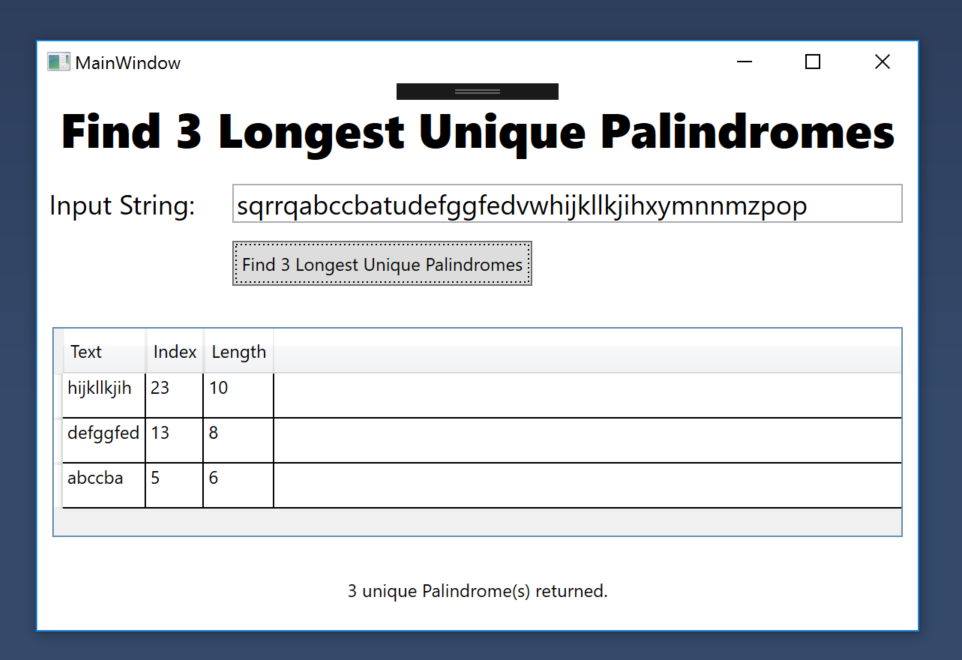 MainWindow
Find 3 Longest Unique Palindromes
Input String: sqrrqabccbatudefggfedvwhijkllkjihxymnnmzpop
Find 3 Longest Unique Palindromes
Text Index Length
hijkllkjih 23 10
defggfed 13 8
abccba 5 6
3 unique Palindrome(s) returned.